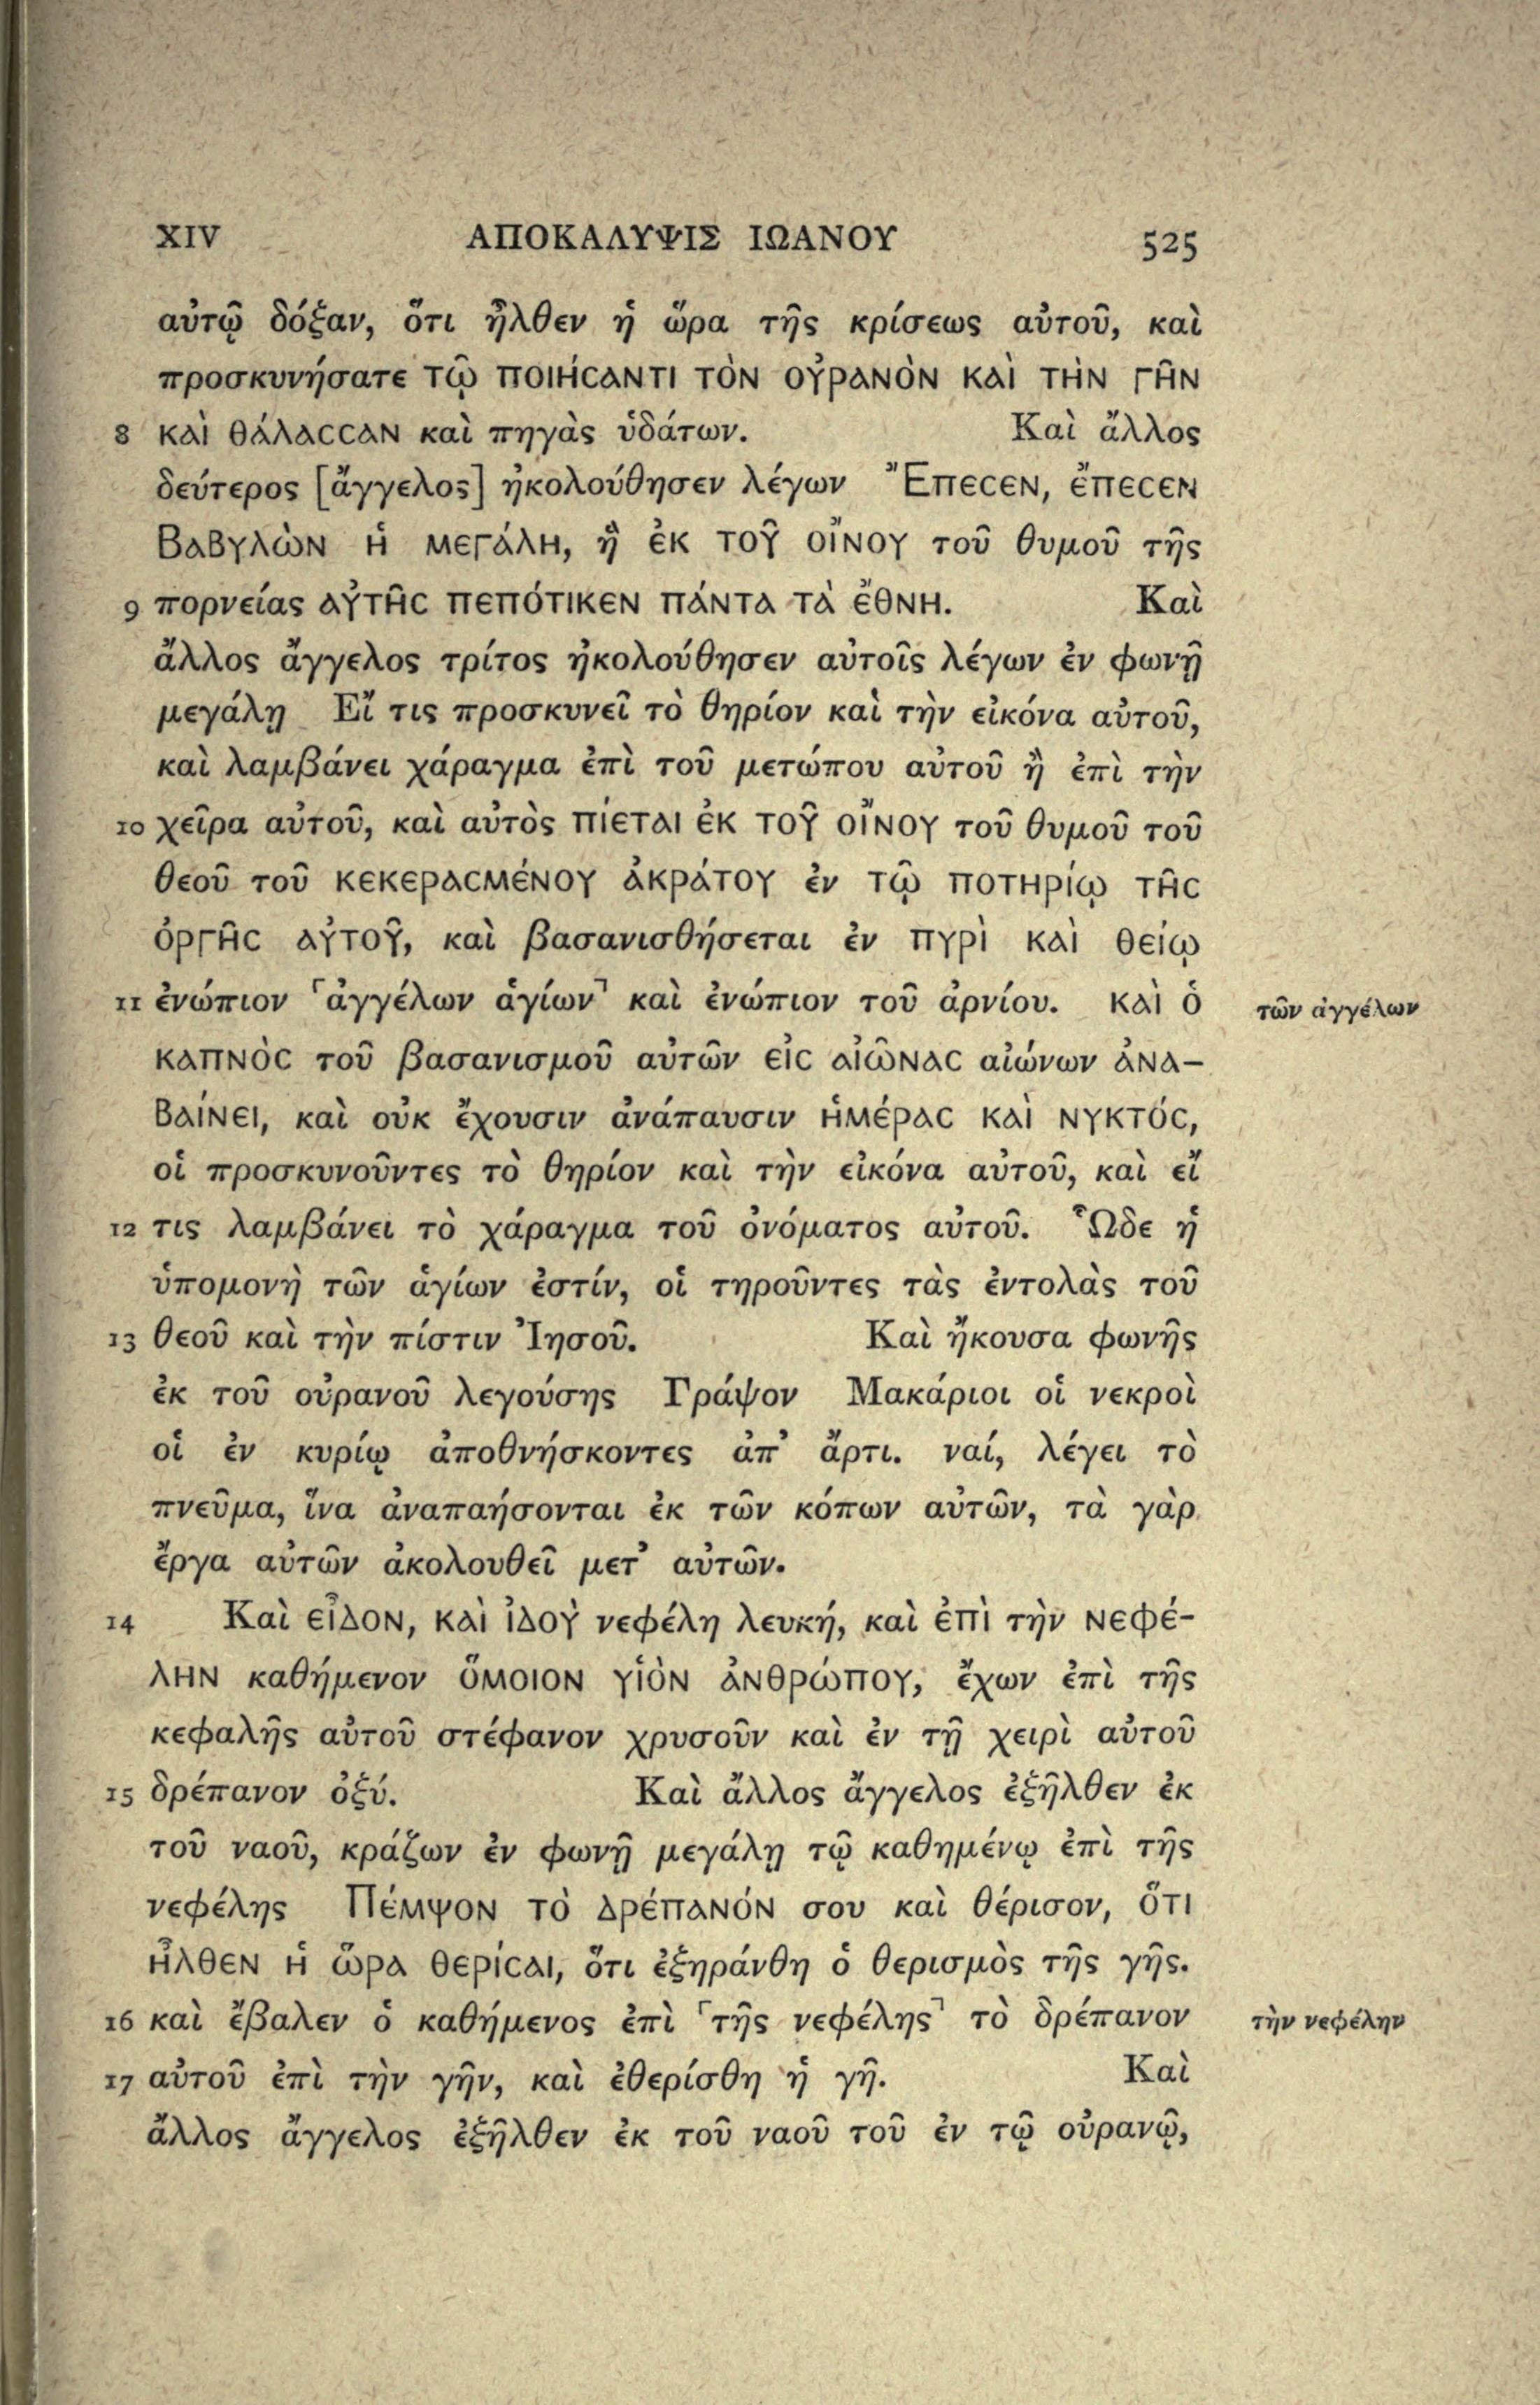 XIV ΑΠΟΚΑΛΥΨΙΣ ΙΩΑΝΟΥ 525
αὐτῷ δόξαν, ὅτι ἦλθεν ἡ ὥρα τῆς κρίσεως αὐτοῦ, καὶ
προσκυνήσατε τῷ ποιήϲαντι τὸν οὐρανὸν καὶ τὴν γῆν
8 καὶ θάλαϲϲαν καὶ πηγὰς ὑδάτων. Καὶ ἄλλος
δεύτερος [ἄγγελος] ἠκολούθησεν λέγων Ἔπεϲεν, ἔπεϲεν
Βαβυλὼν ἡ μεγάλη, ἣ ἐκ τοῦ οἴνου τοῦ θυμοῦ τῆς
9 πορνείας αὐτῆϲ πεπότικεν πάντα τὰ ἔθνη. Καὶ
ἄλλος ἄγγελος τρίτος ἠκολούθησεν αὐτοῖς λέγων ἐν φωνῇ
μεγάλῃ Εἴ τις προσκυνεῖ τὸ θηρίον καὶ τὴν εἰκόνα αὐτοῦ,
καὶ λαμβάνει χάραγμα ἐπὶ τοῦ μετώπου αὐτοῦ ἢ ἐπὶ τὴν
10 χεῖρα αὐτοῦ, καὶ αὐτὸς πίεται ἐκ τοῦ οἴνου τοῦ θυμοῦ τοῦ
θεοῦ τοῦ κεκεραϲμένου ἀκράτου ἐν τῷ ποτηρίῳ τῆϲ
ὀργῆϲ αὐτοῦ, καὶ βασανισθήσεται ἐν πυρὶ καὶ θείῳ
11 ἐνώπιον ⸀ἀγγέλων ἁγίων⸣ καὶ ἐνώπιον τοῦ ἀρνίου. καὶ ὁ τῶν ἀγγέλων
καπνὸϲ τοῦ βασανισμοῦ αὐτῶν εἰϲ αἰῶναϲ αἰώνων ἀνα-
βαίνει, καὶ οὐκ ἔχουσιν ἀνάπαυσιν ἡμέραϲ καὶ νυκτόϲ,
οἱ προσκυνοῦντες τὸ θηρίον καὶ τὴν εἰκόνα αὐτοῦ, καὶ εἴ
12 τις λαμβάνει τὸ χάραγμα τοῦ ὀνόματος αὐτοῦ. Ὧδε ἡ
ὑπομονὴ τῶν ἁγίων ἐστίν, οἱ τηροῦντες τὰς ἐντολὰς τοῦ
13 θεοῦ καὶ τὴν πίστιν Ἰησοῦ. Καὶ ἤκουσα φωνῆς
ἐκ τοῦ οὐρανοῦ λεγούσης Γράψον Μακάριοι οἱ νεκροὶ
οἱ ἐν κυρίῳ ἀποθνήσκοντες ἀπ᾽ ἄρτι. ναί, λέγει τὸ
πνεῦμα, ἵνα ἀναπαήσονται ἐκ τῶν κόπων αὐτῶν, τὰ γὰρ
ἔργα αὐτῶν ἀκολουθεῖ μετ᾽ αὐτῶν.
14 Καὶ εἶδον, καὶ ἰδοὺ νεφέλη λευκή, καὶ ἐπὶ τὴν νεφέ-
λην καθήμενον ὅμοιον υἱὸν ἀνθρώπου, ἔχων ἐπὶ τῆς
κεφαλῆς αὐτοῦ στέφανον χρυσοῦν καὶ ἐν τῇ χειρὶ αὐτοῦ
15 δρέπανον ὀξύ. Καὶ ἄλλος ἄγγελος ἐξῆλθεν ἐκ
τοῦ ναοῦ, κράζων ἐν φωνῇ μεγάλῃ τῷ καθημένῳ ἐπὶ τῆς
νεφέλης Πέμψον τὸ δρέπανόν σου καὶ θέρισον, ὅτι
ἦλθεν ἡ ὥρα θερίϲαι, ὅτι ἐξηράνθη ὁ θερισμὸς τῆς γῆς.
16 καὶ ἔβαλεν ὁ καθήμενος ἐπὶ ⸀τῆς νεφέλης⸣ τὸ δρέπανον τὴν νεφέλην
17 αὐτοῦ ἐπὶ τὴν γῆν, καὶ ἐθερίσθη ἡ γῆ. Καὶ
ἄλλος ἄγγελος ἐξῆλθεν ἐκ τοῦ ναοῦ τοῦ ἐν τῷ οὐρανῷ,